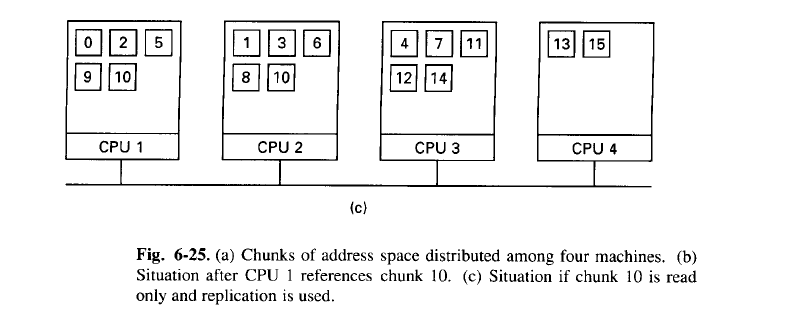 0 2 5 1 3 6 4 7 11 13 15
9 10 8 10 12 14
CPU 1 CPU 2 CPU 3 CPU 4
(c)
Fig. 6-25. (a) Chunks of address space distributed among four machines. (b)
Situation after CPU 1 references chunk 10. (c) Situation if chunk 10 is read
only and replication is used.